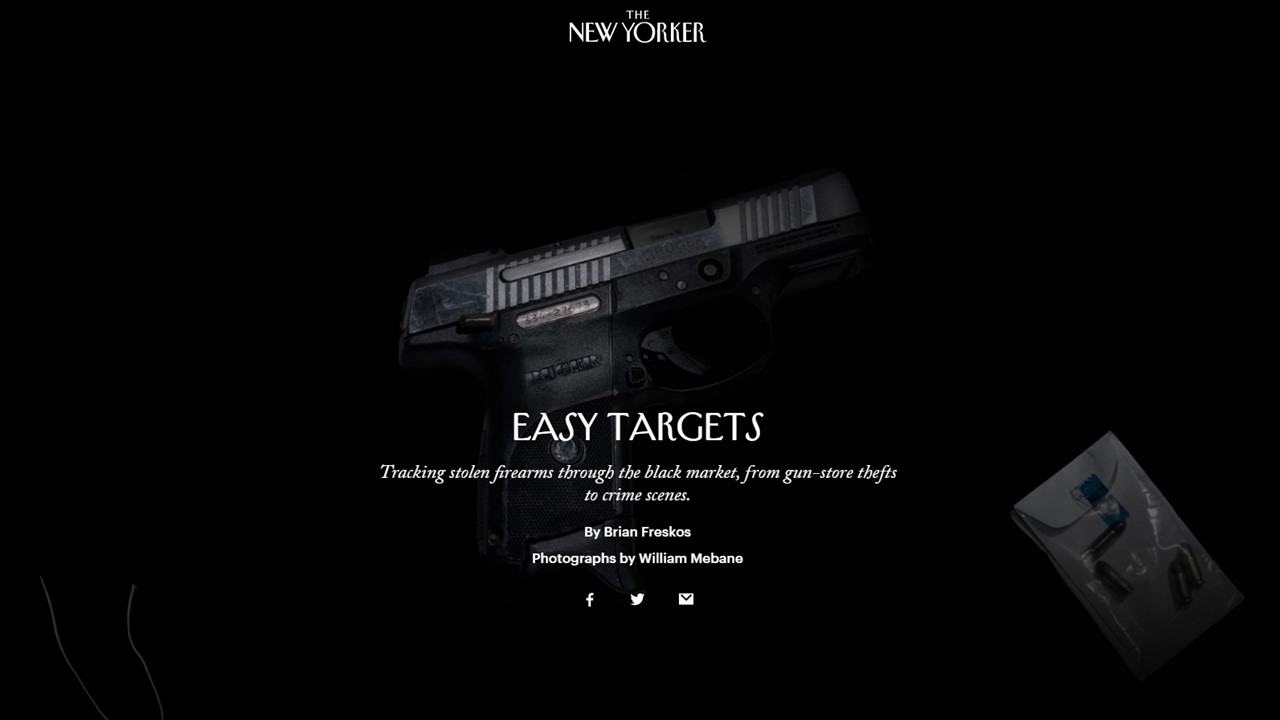 THE
NEW YORKER
RUGER
EASY TARGETS
Tracking stolen firearms through the black market, from gun-store thefts
to crime scenes.
By Brian Freskos
Photographs by William Mebane